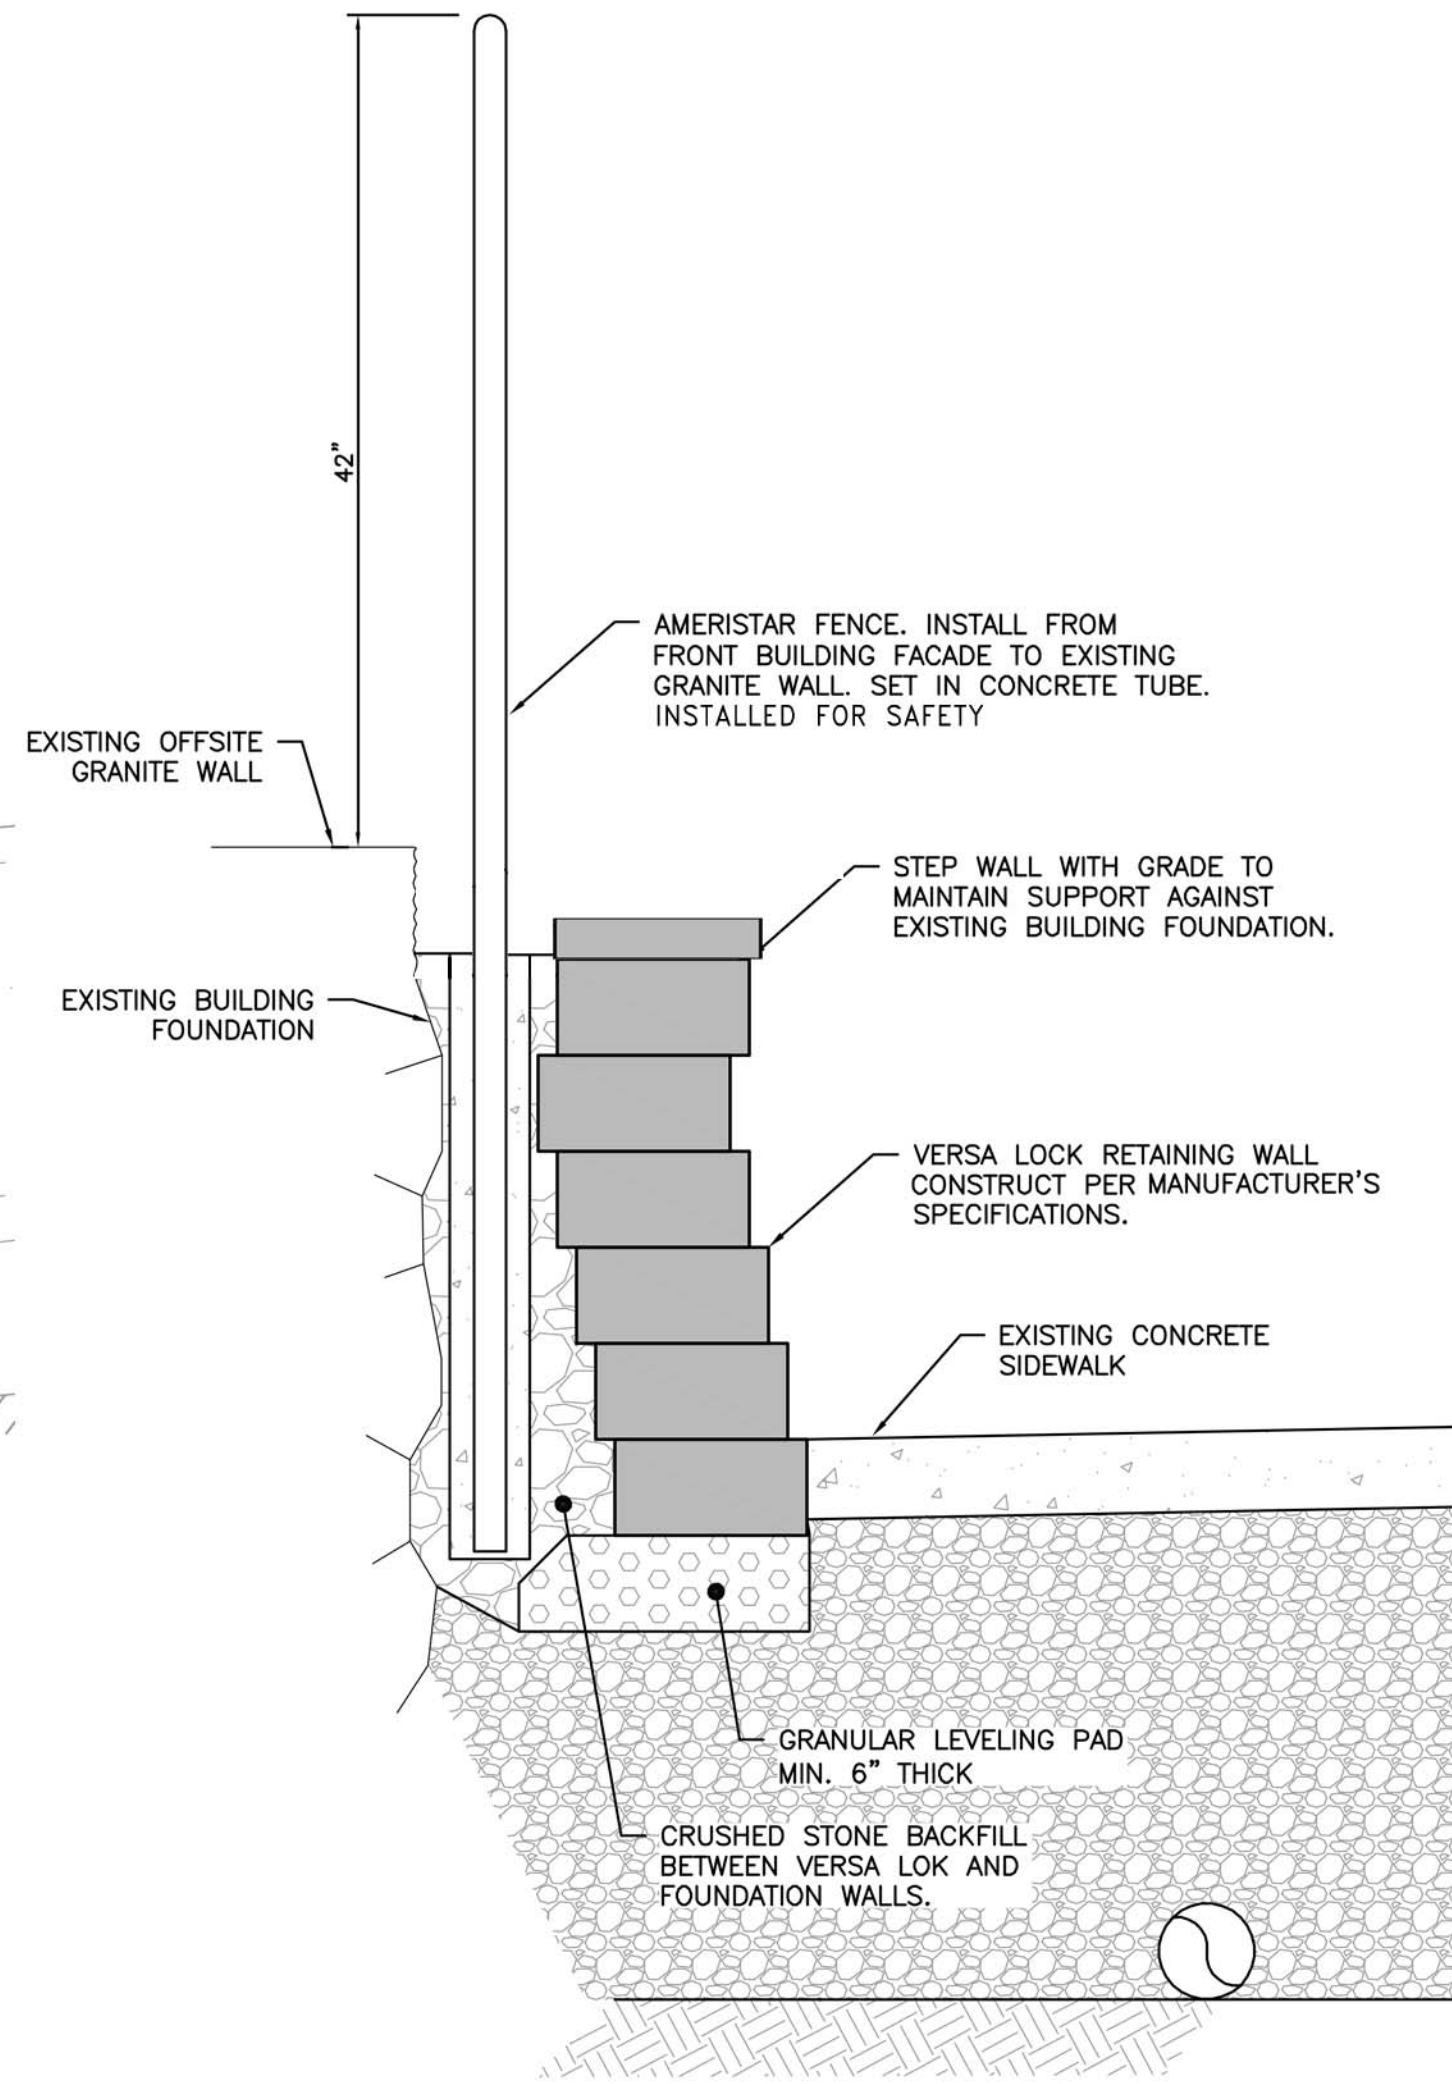 42"
AMERISTAR FENCE. INSTALL FROM
FRONT BUILDING FACADE TO EXISTING
GRANITE WALL. SET IN CONCRETE TUBE.
INSTALLED FOR SAFETY
EXISTING OFFSITE
GRANITE WALL
STEP WALL WITH GRADE TO
MAINTAIN SUPPORT AGAINST
EXISTING BUILDING FOUNDATION.
EXISTING BUILDING
FOUNDATION
VERSA LOCK RETAINING WALL
CONSTRUCT PER MANUFACTURER'S
SPECIFICATIONS.
EXISTING CONCRETE
SIDEWALK
GRANULAR LEVELING PAD
MIN. 6" THICK
CRUSHED STONE BACKFILL
BETWEEN VERSA LOK AND
FOUNDATION WALLS.